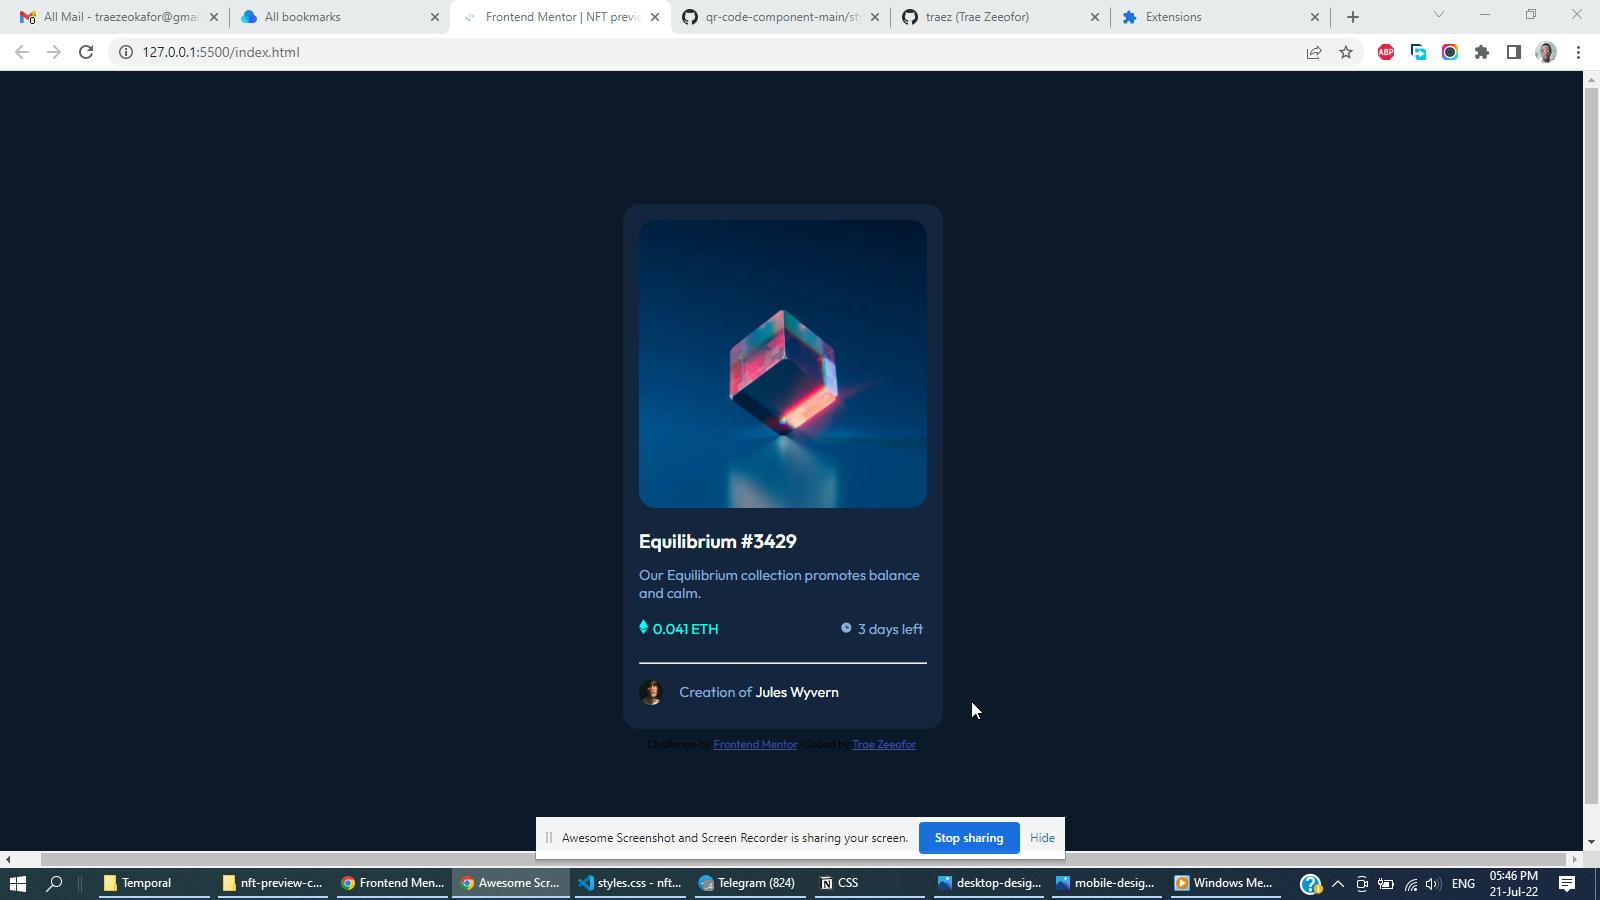 All Mail - traezeokafor@gmai
All bookmarks
Frontend Mentor | NFT previe
qr-code-component-main/sty
traez (Trae Zeeofor)
Extensions
127.0.0.1:5500/index.html
ABP
Equilibrium #3429
Our Equilibrium collection promotes balance
and calm.
0.041 ETH
3 days left
Creation of Jules Wyvern
Challenge by Frontend Mentor. Coded by Trae Zeeofor
Awesome Screenshot and Screen Recorder is sharing your screen.
Stop sharing
Hide
Temporal
nft-preview-c...
Frontend Men...
Awesome Scr...
styles.css - nft...
Telegram (824)
CSS
desktop-desig...
mobile-desig...
Windows Me...
ENG
05:46 PM
21-Jul-22